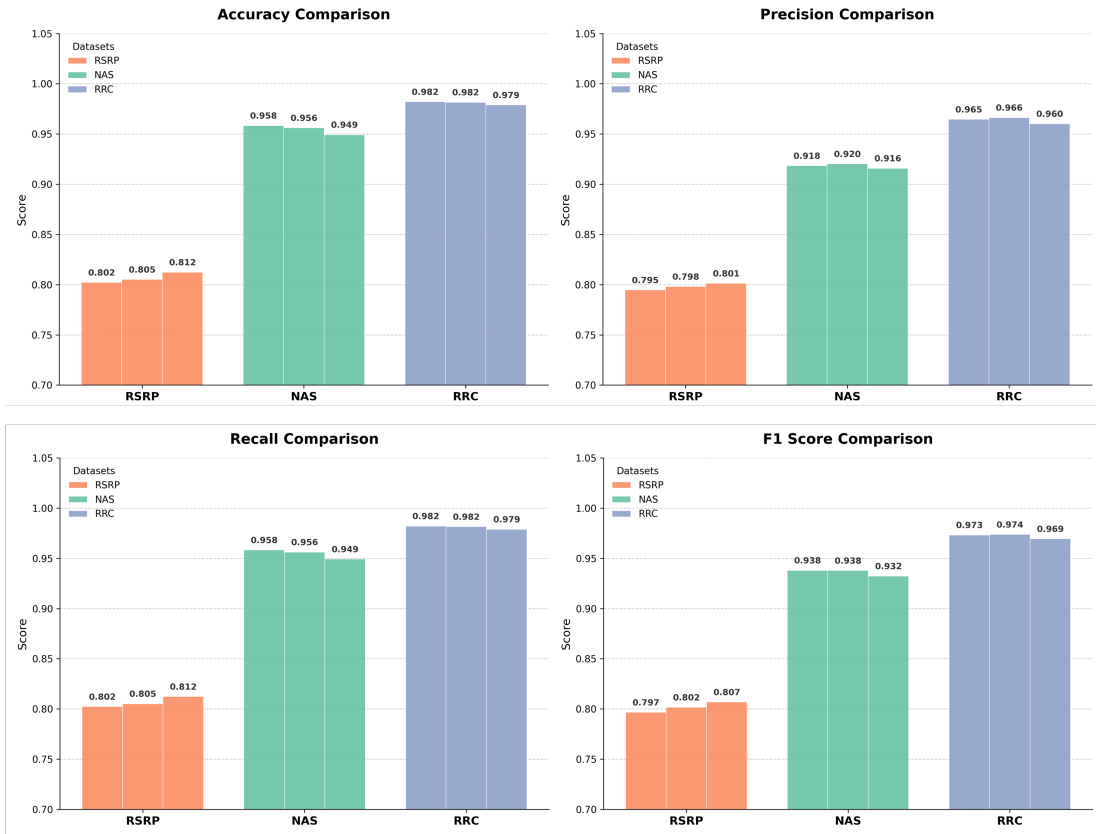 Accuracy Comparison
Score
1.05
1.00
0.95
0.90
0.85
0.80
0.75
0.70
Datasets
RSRP
NAS
RRC
0.802 0.805 0.812
0.958 0.956 0.949
0.982 0.982 0.979
RSRP NAS RRC
Precision Comparison
Score
1.05
1.00
0.95
0.90
0.85
0.80
0.75
0.70
Datasets
RSRP
NAS
RRC
0.795 0.798 0.801
0.918 0.920 0.916
0.965 0.966 0.960
RSRP NAS RRC
Recall Comparison
Score
1.05
1.00
0.95
0.90
0.85
0.80
0.75
0.70
Datasets
RSRP
NAS
RRC
0.802 0.805 0.812
0.958 0.956 0.949
0.982 0.982 0.979
RSRP NAS RRC
F1 Score Comparison
Score
1.05
1.00
0.95
0.90
0.85
0.80
0.75
0.70
Datasets
RSRP
NAS
RRC
0.797 0.802 0.807
0.938 0.938 0.932
0.973 0.974 0.969
RSRP NAS RRC